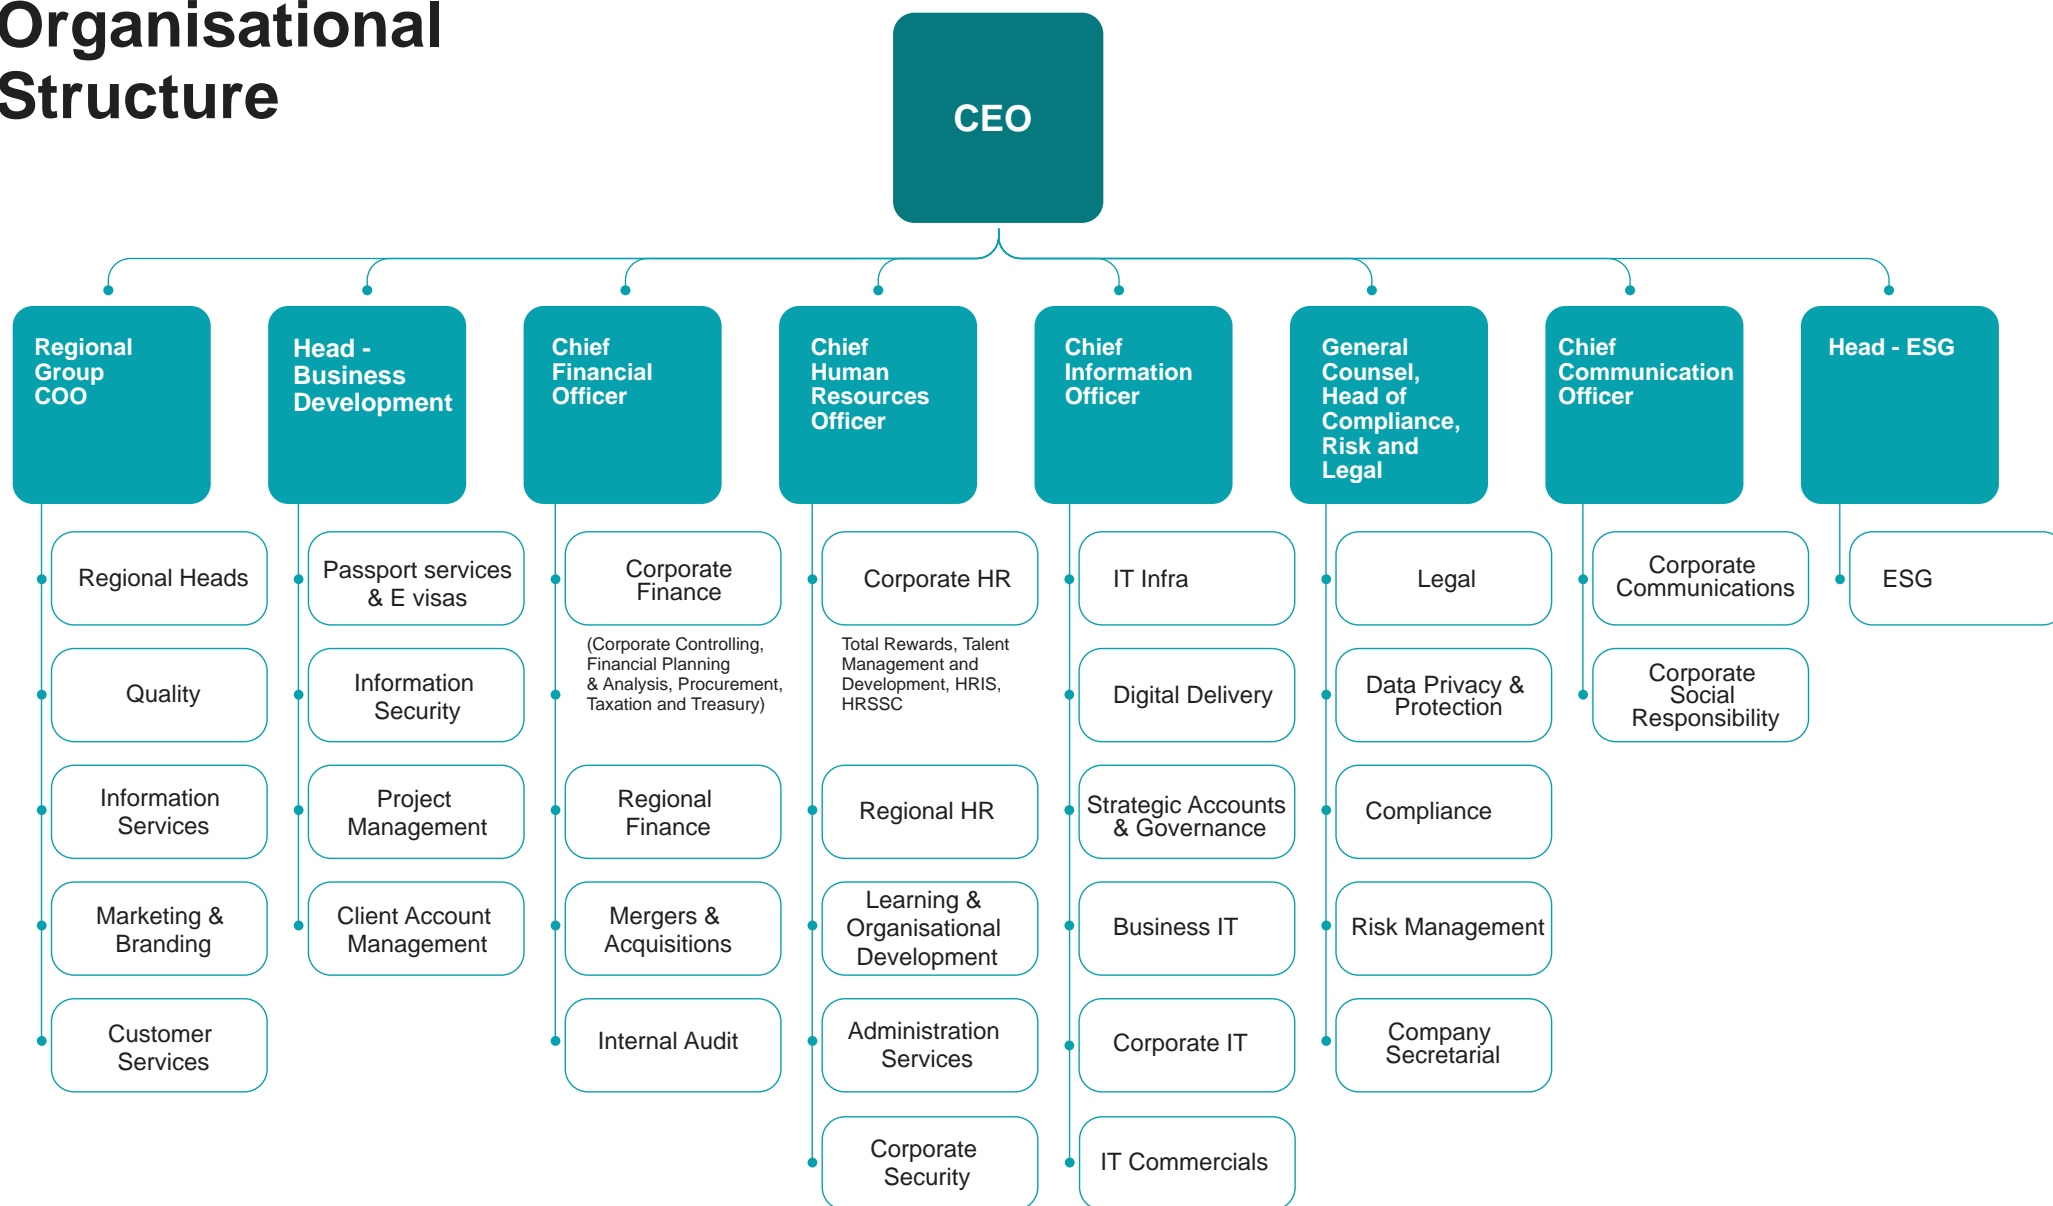 Organisational
Structure
CEO
Regional
Group
COO
Head -
Business
Development
Chief
Financial
Officer
Chief
Human
Resources
Officer
Chief
Information
Officer
General
Counsel,
Head of
Compliance,
Risk and
Legal
Chief
Communication
Officer
Head - ESG
Regional Heads
Quality
Information
Services
Marketing &
Branding
Customer
Services
Passport services
& E visas
Information
Security
Project
Management
Client Account
Management
Corporate
Finance
(Corporate Controlling,
Financial Planning
& Analysis, Procurement,
Taxation and Treasury)
Regional
Finance
Mergers &
Acquisitions
Internal Audit
Corporate HR
Total Rewards, Talent
Management and
Development, HRIS,
HRSSC
Regional HR
Learning &
Organisational
Development
Administration
Services
Corporate
Security
IT Infra
Digital Delivery
Strategic Accounts
& Governance
Business IT
Corporate IT
IT Commercials
Legal
Data Privacy &
Protection
Compliance
Risk Management
Company
Secretarial
Corporate
Communications
Corporate
Social
Responsibility
ESG